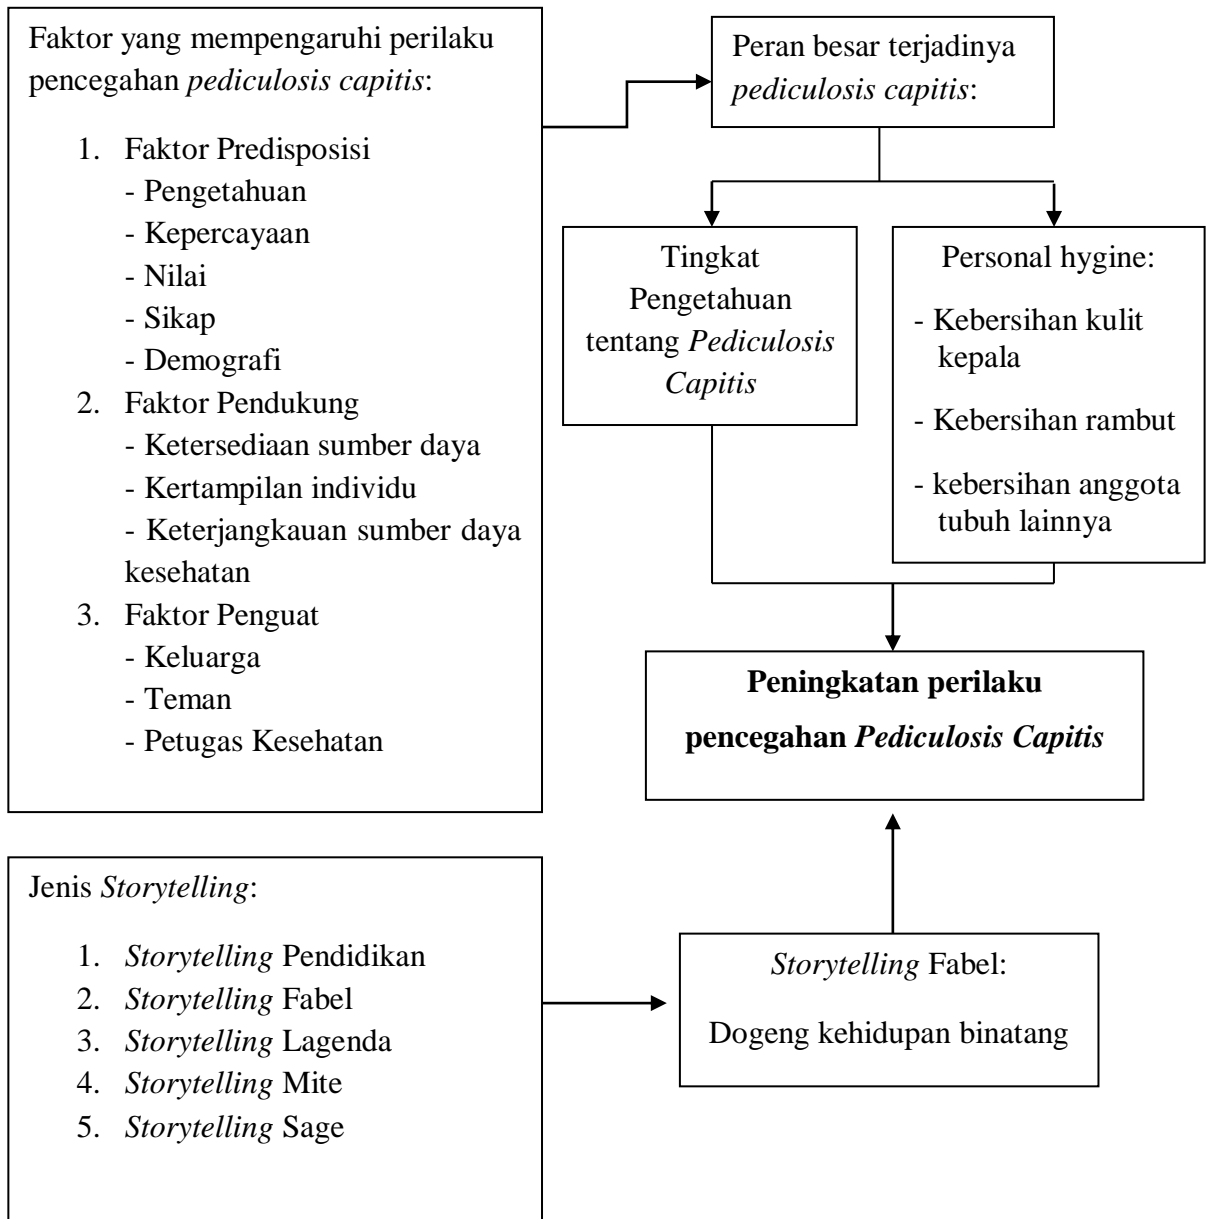 Faktor yang mempengaruhi perilaku
pencegahan pediculosis capitis:
1. Faktor Predisposisi
- Pengetahuan
- Kepercayaan
- Nilai
- Sikap
- Demografi
2. Faktor Pendukung
- Ketersediaan sumber daya
- Kertampilan individu
- Keterjangkauan sumber daya
kesehatan
3. Faktor Penguat
- Keluarga
- Teman
- Petugas Kesehatan
Peran besar terjadinya
pediculosis capitis:
Tingkat
Pengetahuan
tentang Pediculosis
Capitis
Personal hygine:
- Kebersihan kulit
kepala
- Kebersihan rambut
- kebersihan anggota
tubuh lainnya
Peningkatan perilaku
pencegahan Pediculosis Capitis
Jenis Storytelling:
1. Storytelling Pendidikan
2. Storytelling Fabel
3. Storytelling Lagenda
4. Storytelling Mite
5. Storytelling Sage
Storytelling Fabel:
Dogeng kehidupan binatang